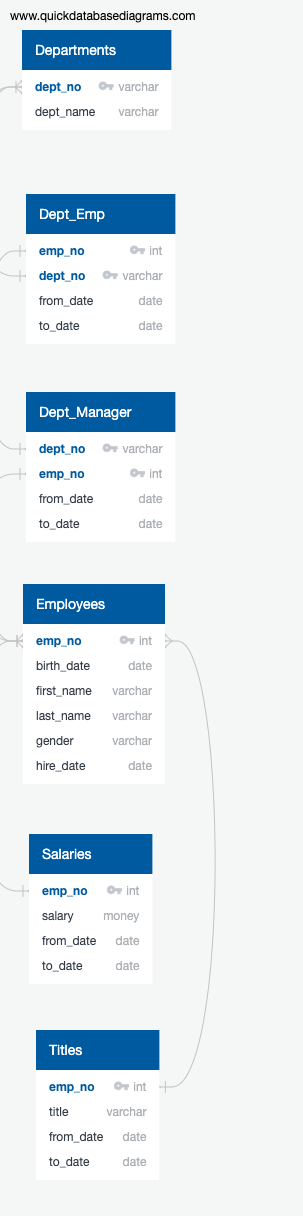 www.quickdatabasediagrams.com
Departments
dept_no varchar
dept_name varchar
Dept_Emp
emp_no int
dept_no varchar
from_date date
to_date date
Dept_Manager
dept_no varchar
emp_no int
from_date date
to_date date
Employees
emp_no int
birth_date date
first_name varchar
last_name varchar
gender varchar
hire_date date
Salaries
emp_no int
salary money
from_date date
to_date date
Titles
emp_no int
title varchar
from_date date
to_date date